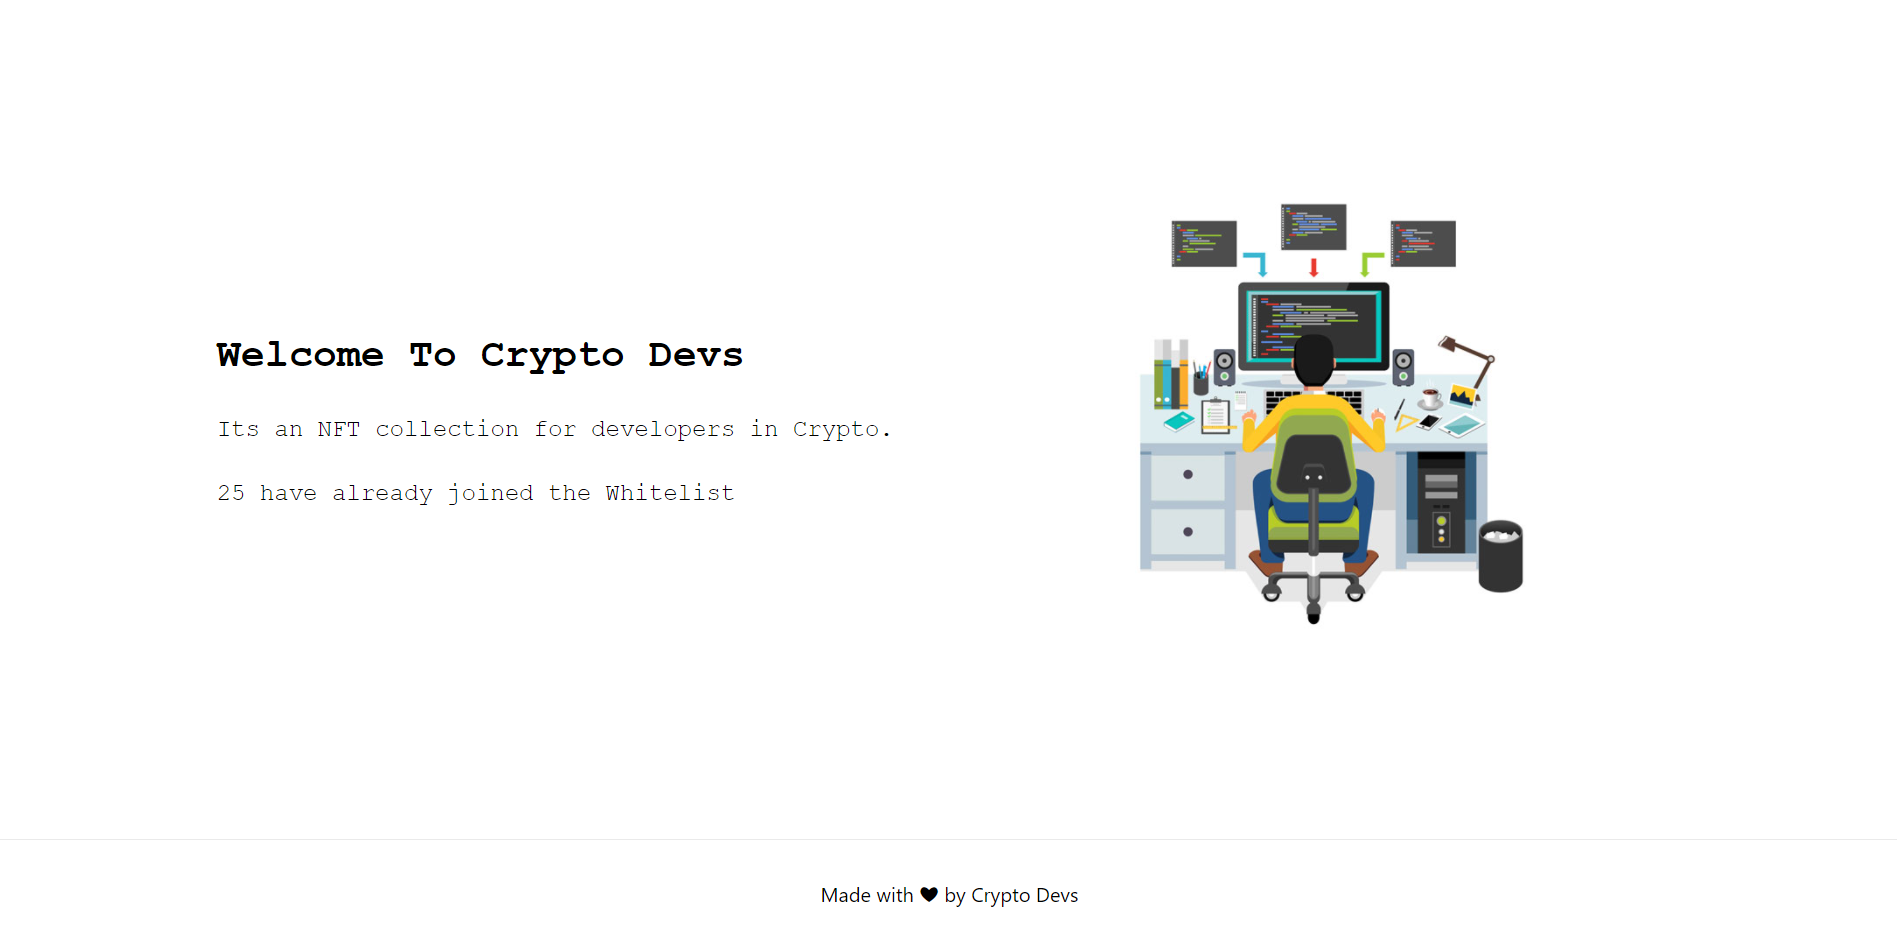 Welcome To Crypto Devs
Its an NFT collection for developers in Crypto.
25 have already joined the Whitelist
Made with ❤ by Crypto Devs